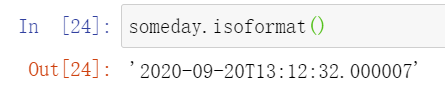 In [24]: someday.isoformat()
Out[24]: '2020-09-20T13:12:32.000007'